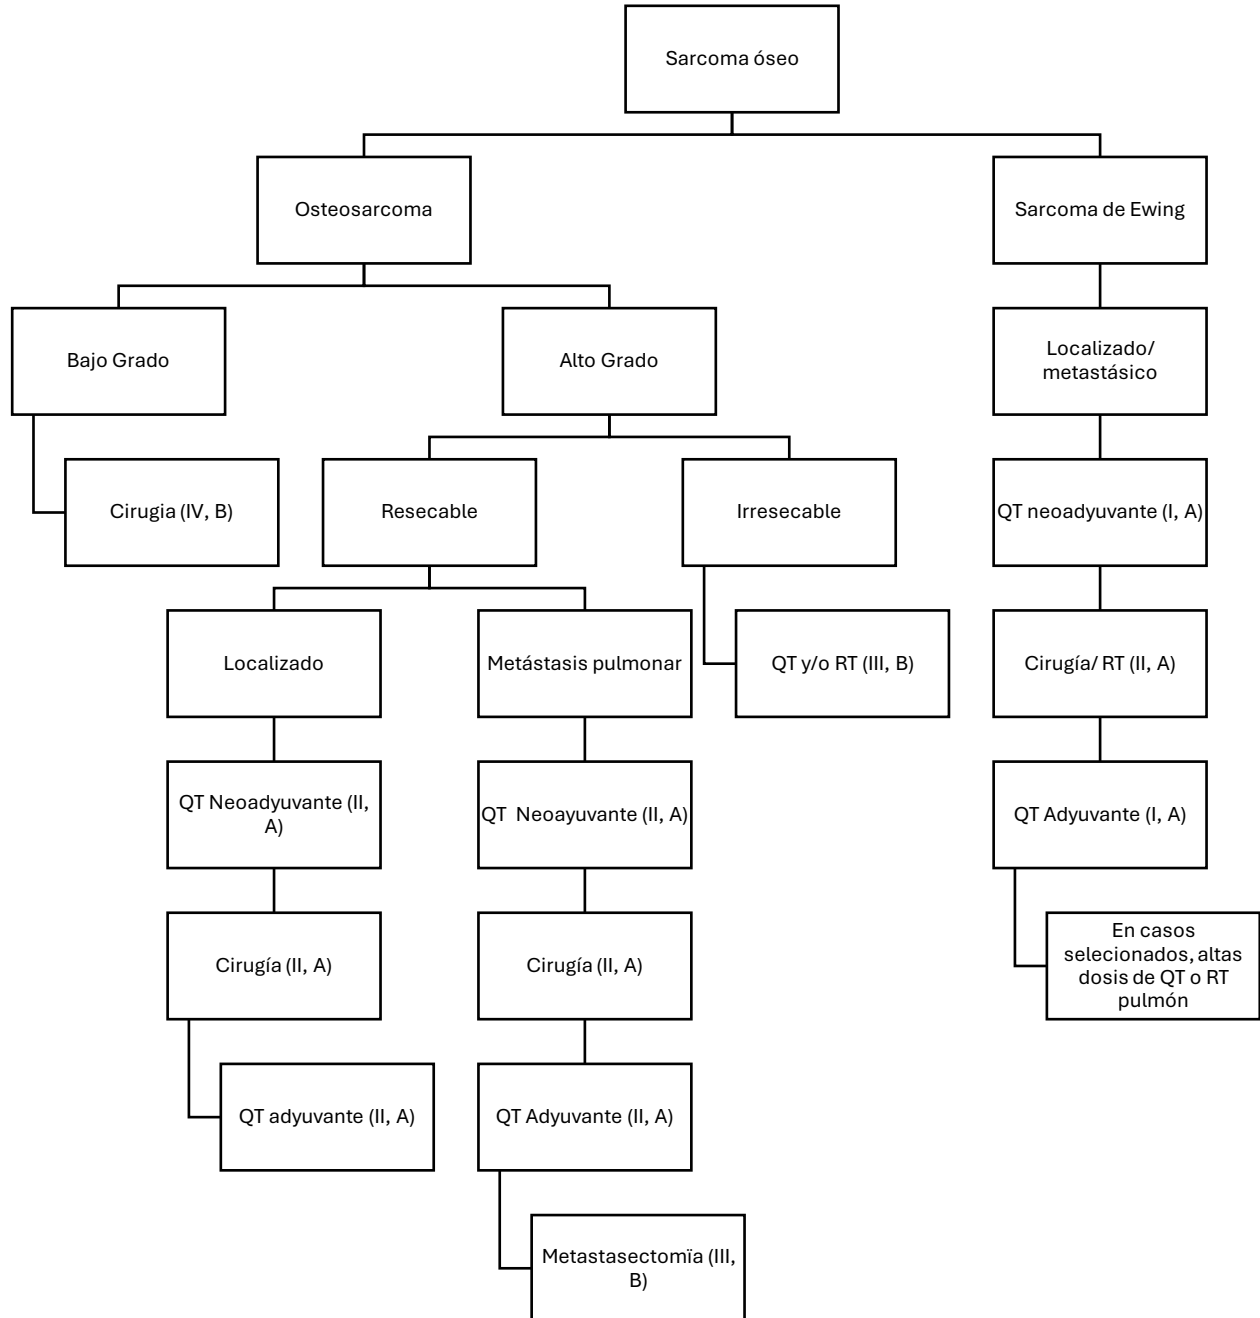 Sarcoma óseo
Osteosarcoma
Sarcoma de Ewing
Bajo Grado
Alto Grado
Localizado/
metastásico
Cirugia (IV, B)
Resecable
Irresecable
QT neoadyuvante (I, A)
Localizado
Metástasis pulmonar
QT y/o RT (III, B)
Cirugía/ RT (II, A)
QT Neoadyuvante (II,
A)
QT  Neoayuvante (II, A)
QT Adyuvante (I, A)
Cirugía (II, A)
Cirugía (II, A)
En casos
selecionados, altas
dosis de QT o RT
pulmón
QT adyuvante (II, A)
QT Adyuvante (II, A)
Metastasectomïa (III,
B)